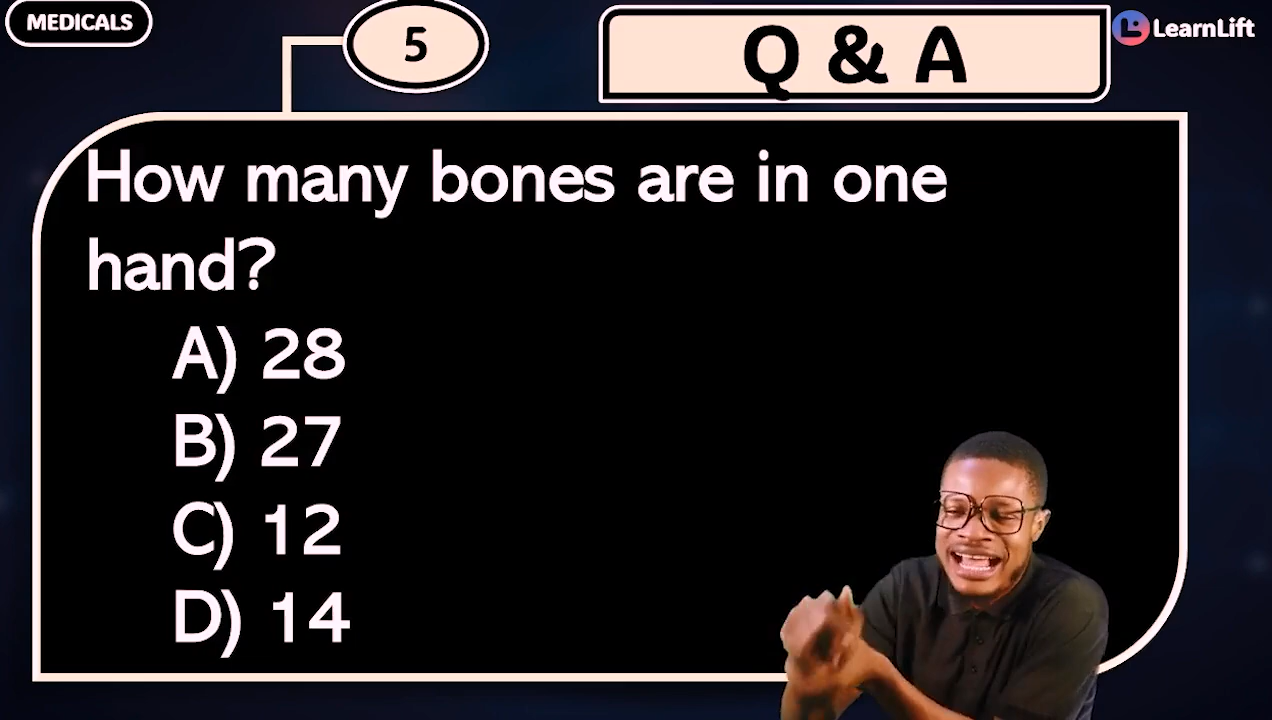 MEDICALS
5
Q & A
LearnLift
How many bones are in one
hand?
A) 28
B) 27
C) 12
D) 14